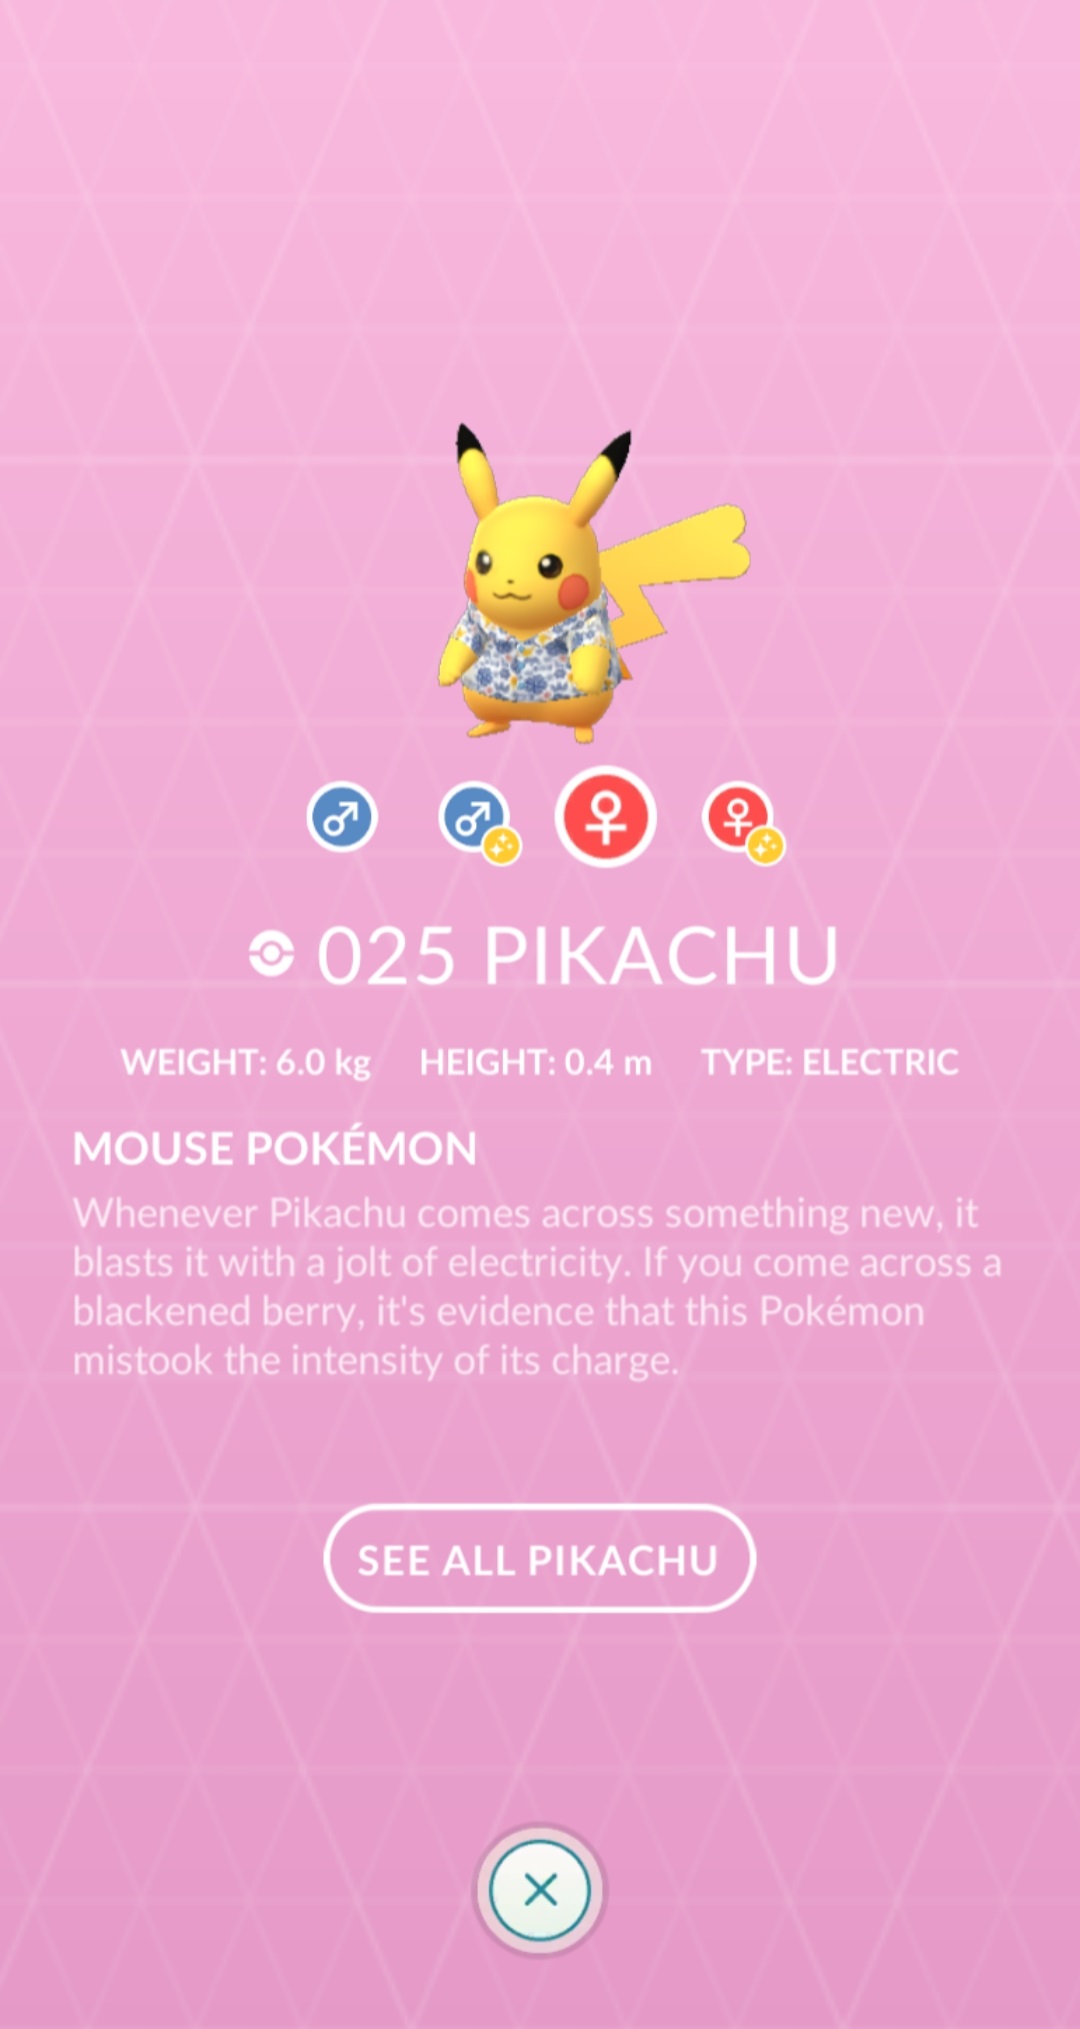 025 PIKACHU
WEIGHT: 6.0 kg HEIGHT: 0.4 m TYPE: ELECTRIC
MOUSE POKÉMON
Whenever Pikachu comes across something new, it
blasts it with a jolt of electricity. If you come across a
blackened berry, it's evidence that this Pokémon
mistook the intensity of its charge.
SEE ALL PIKACHU